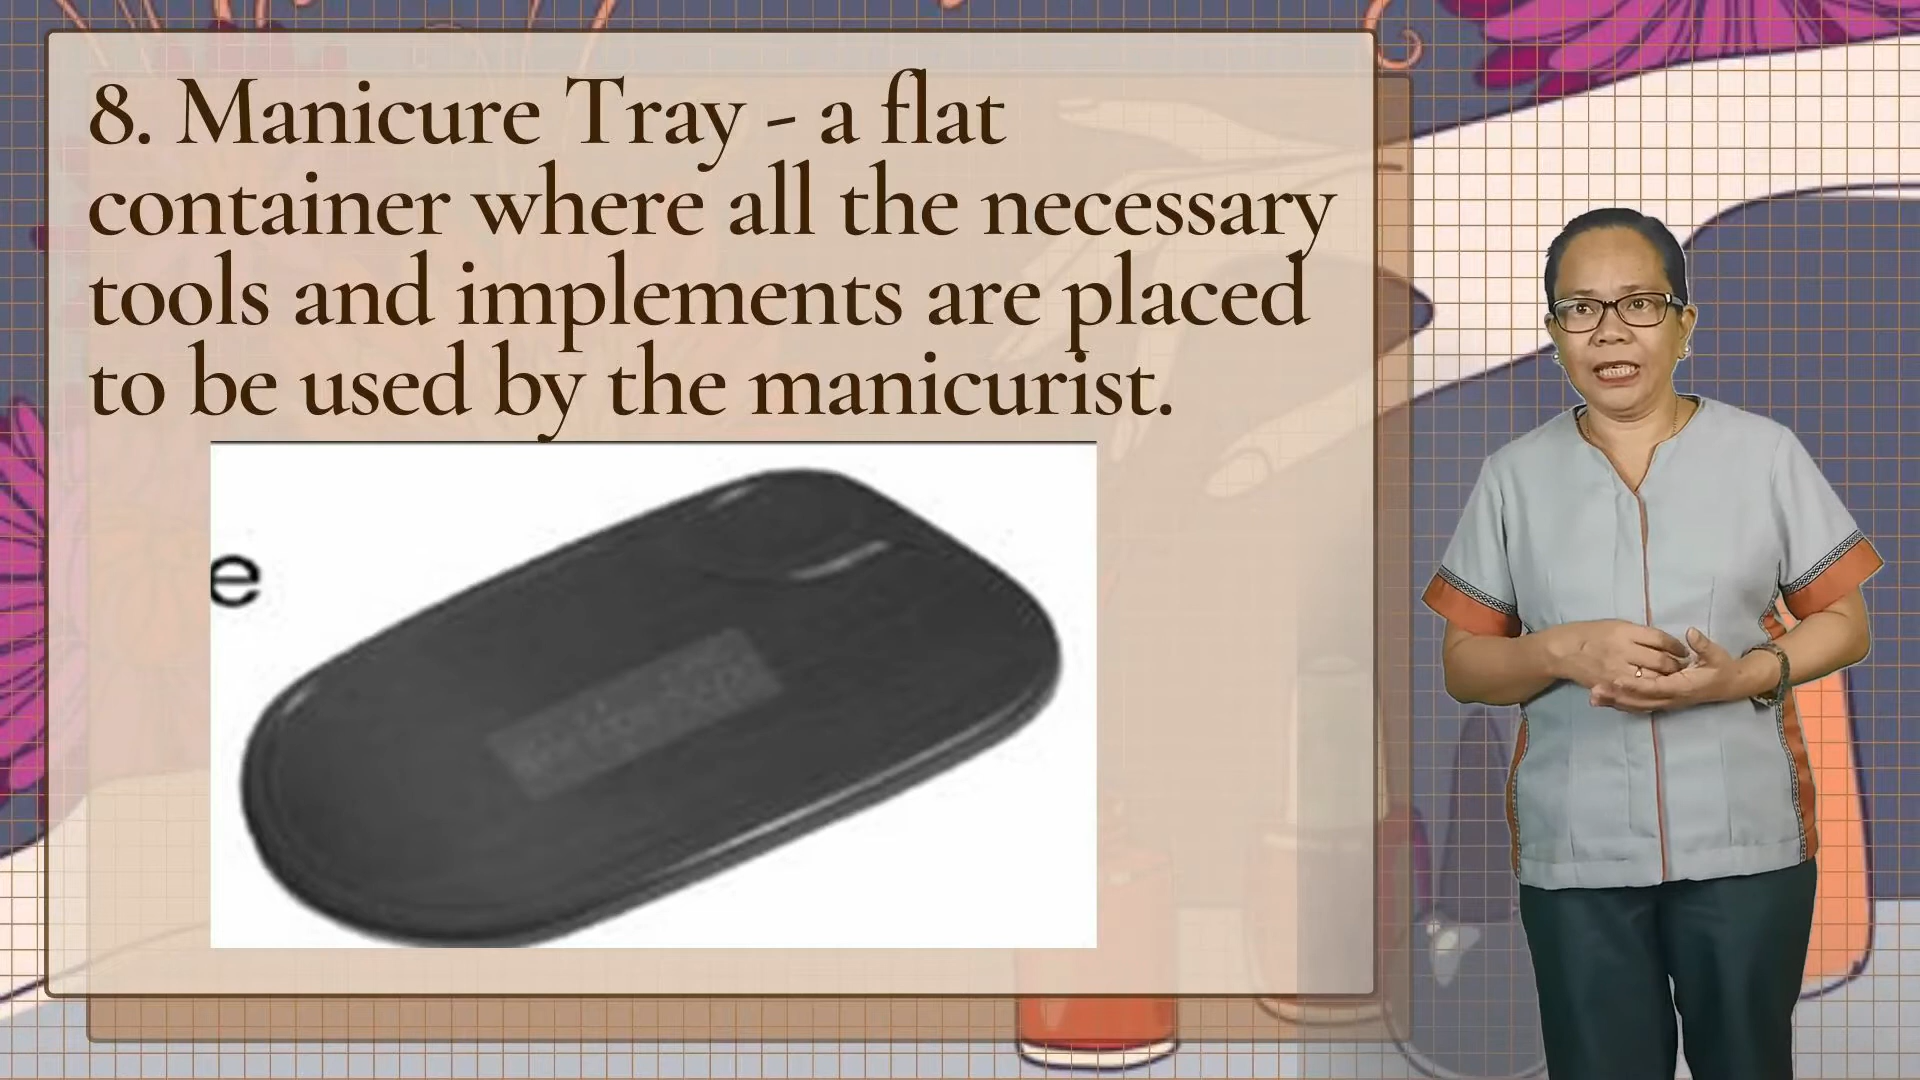 8. Manicure Tray - a flat
container where all the necessary
tools and implements are placed
to be used by the manicurist.
e